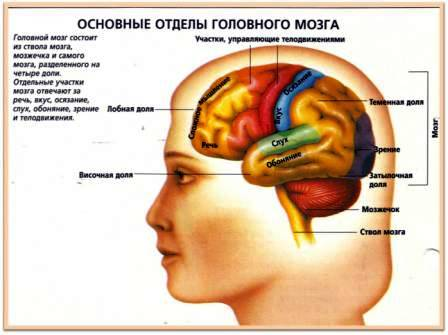 ОСНОВНЫЕ ОТДЕЛЫ ГОЛОВНОГО МОЗГА
Головной мозг состоит
из ствола мозга,
мозжечка и самого
мозга, разделенного на
четыре доли.
Отдельные участки
мозга отвечают за
речь, вкус, осязание,
слух, обоняние, зрение
и телодвижения.
Участки, управляющие телодвижениями
Сложное мышление
Осязание
Вкус
Лобная доля
Теменная доля
Мозг
Речь
Слух
Зрение
Обоняние
Височная доля
Затылочная
доля
Мозжечок
Ствол мозга